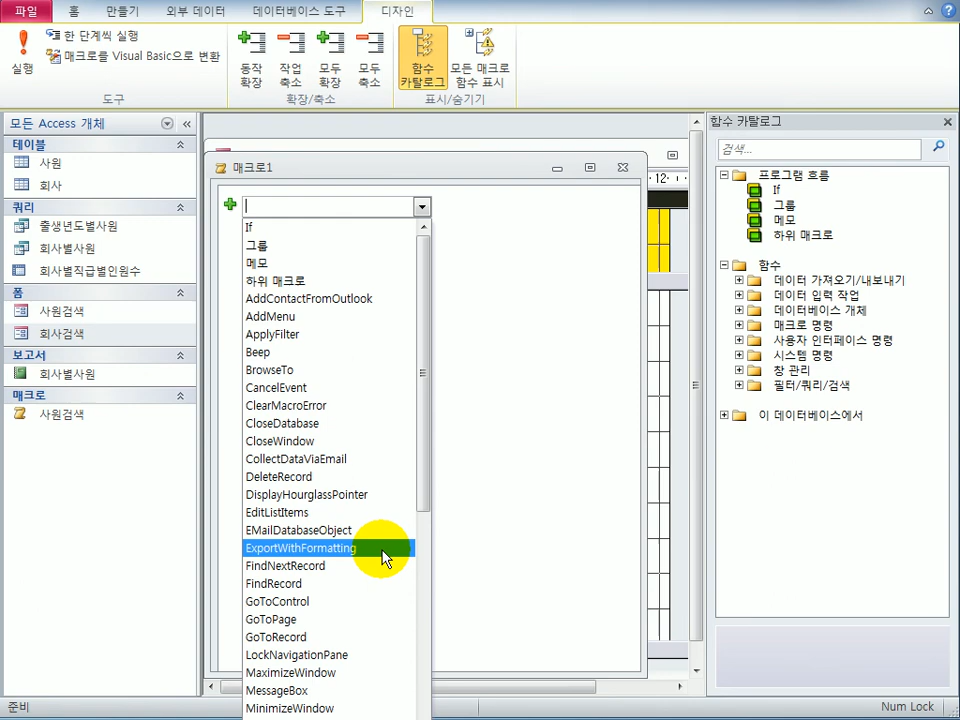 파일 홈 만들기 외부 데이터 데이터베이스 도구 디자인
실행
한 단계씩 실행
매크로를 Visual Basic으로 변환
도구
동작 확장
작업 축소
모두 확장
모두 축소
확장/축소
함수 카탈로그
모든 매크로 함수 표시
표시/숨기기
모든 Access 개체
테이블
사원
회사
쿼리
출생년도별사원
회사별사원
회사별직급별인원수
폼
사원검색
회사검색
보고서
회사별사원
매크로
사원검색
매크로1
If
그룹
메모
하위 매크로
AddContactFromOutlook
AddMenu
ApplyFilter
Beep
BrowseTo
CancelEvent
ClearMacroError
CloseDatabase
CloseWindow
CollectDataViaEmail
DeleteRecord
DisplayHourglassPointer
EditListItems
EMailDatabaseObject
ExportWithFormatting
FindNextRecord
FindRecord
GoToControl
GoToPage
GoToRecord
LockNavigationPane
MaximizeWindow
MessageBox
MinimizeWindow
12
함수 카탈로그
검색...
프로그램 흐름
If
그룹
메모
하위 매크로
함수
데이터 가져오기/내보내기
데이터 입력 작업
데이터베이스 개체
매크로 명령
사용자 인터페이스 명령
시스템 명령
창 관리
필터/쿼리/검색
이 데이터베이스에서
준비
Num Lock